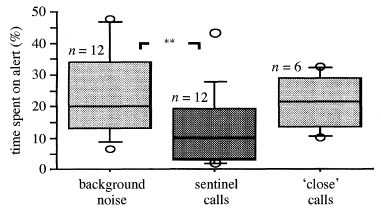 time spent on alert (%)
50
40
30
20
10
0
n = 12
**
n = 12
n = 6
background
noise
sentinel
calls
'close'
calls